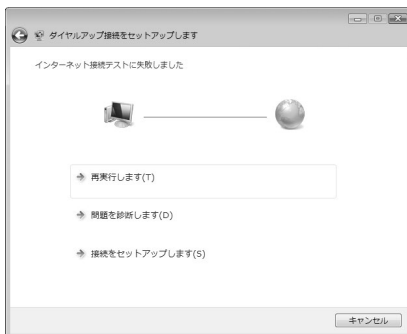 ダイヤルアップ接続をセットアップします
インターネット接続テストに失敗しました
再実行します(T)
問題を診断します(D)
接続をセットアップします(S)
キャンセル